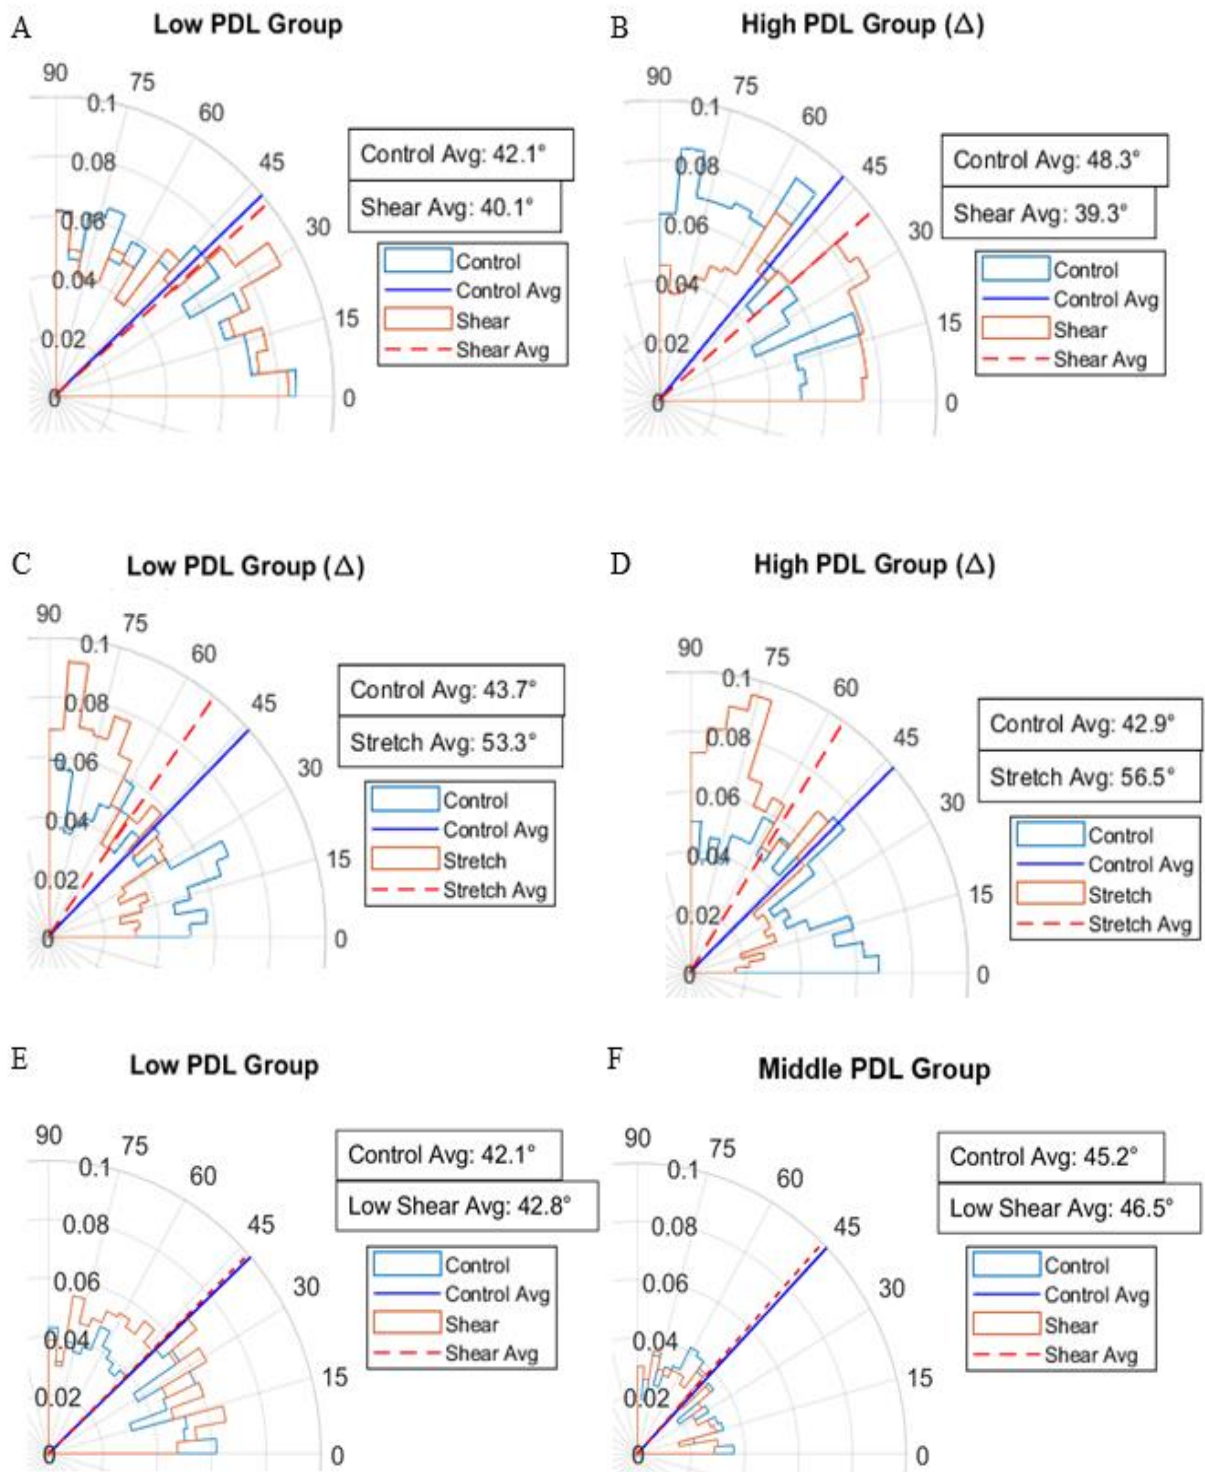 A
Low PDL Group
90
75
60
45
30
15
0
0.1
0.08
0.06
0.04
0.02
0
Control Avg: 42.1°
Shear Avg: 40.1°
Control
Control Avg
Shear
Shear Avg
B
High PDL Group (Δ)
90
75
60
45
30
15
0
0.1
0.08
0.06
0.04
0.02
0
Control Avg: 48.3°
Shear Avg: 39.3°
Control
Control Avg
Shear
Shear Avg
C
Low PDL Group (Δ)
90
75
60
45
30
15
0
0.1
0.08
0.06
0.04
0.02
0
Control Avg: 43.7°
Stretch Avg: 53.3°
Control
Control Avg
Stretch
Stretch Avg
D
High PDL Group (Δ)
90
75
60
45
30
15
0
0.1
0.08
0.06
0.04
0.02
0
Control Avg: 42.9°
Stretch Avg: 56.5°
Control
Control Avg
Stretch
Stretch Avg
E
Low PDL Group
90
75
60
45
30
15
0
0.1
0.08
0.06
0.04
0.02
0
Control Avg: 42.1°
Low Shear Avg: 42.8°
Control
Control Avg
Shear
Shear Avg
F
Middle PDL Group
90
75
60
45
30
15
0
0.1
0.08
0.06
0.04
0.02
0
Control Avg: 45.2°
Low Shear Avg: 46.5°
Control
Control Avg
Shear
Shear Avg